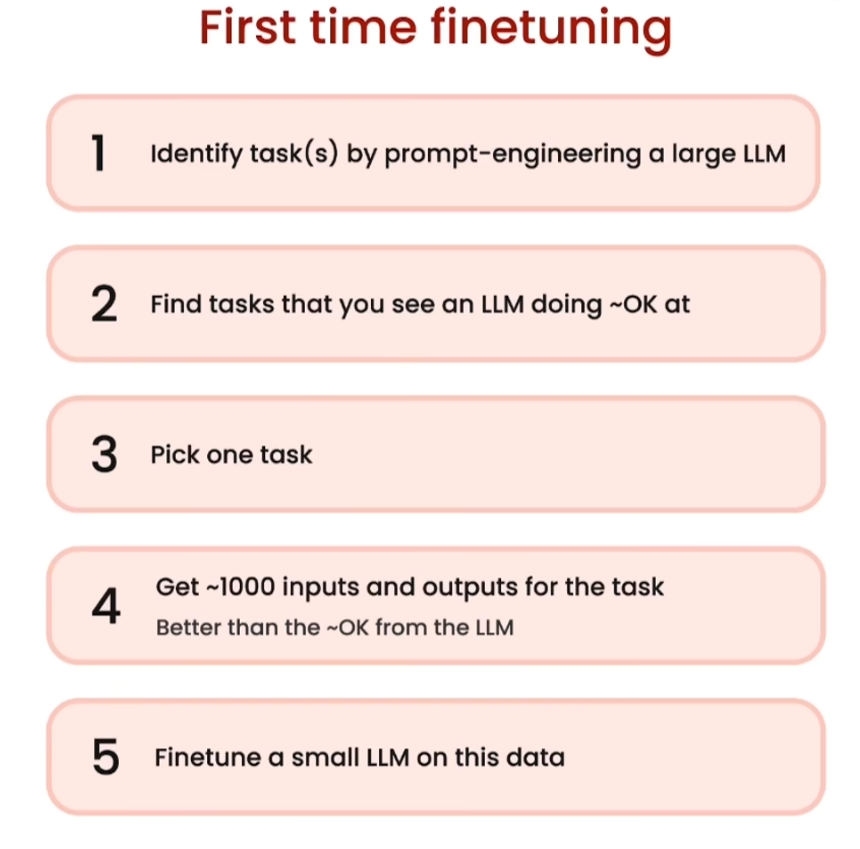 First time finetuning
1 Identify task(s) by prompt-engineering a large LLM
2 Find tasks that you see an LLM doing ~OK at
3 Pick one task
4 Get ~1000 inputs and outputs for the task
Better than the ~OK from the LLM
5 Finetune a small LLM on this data